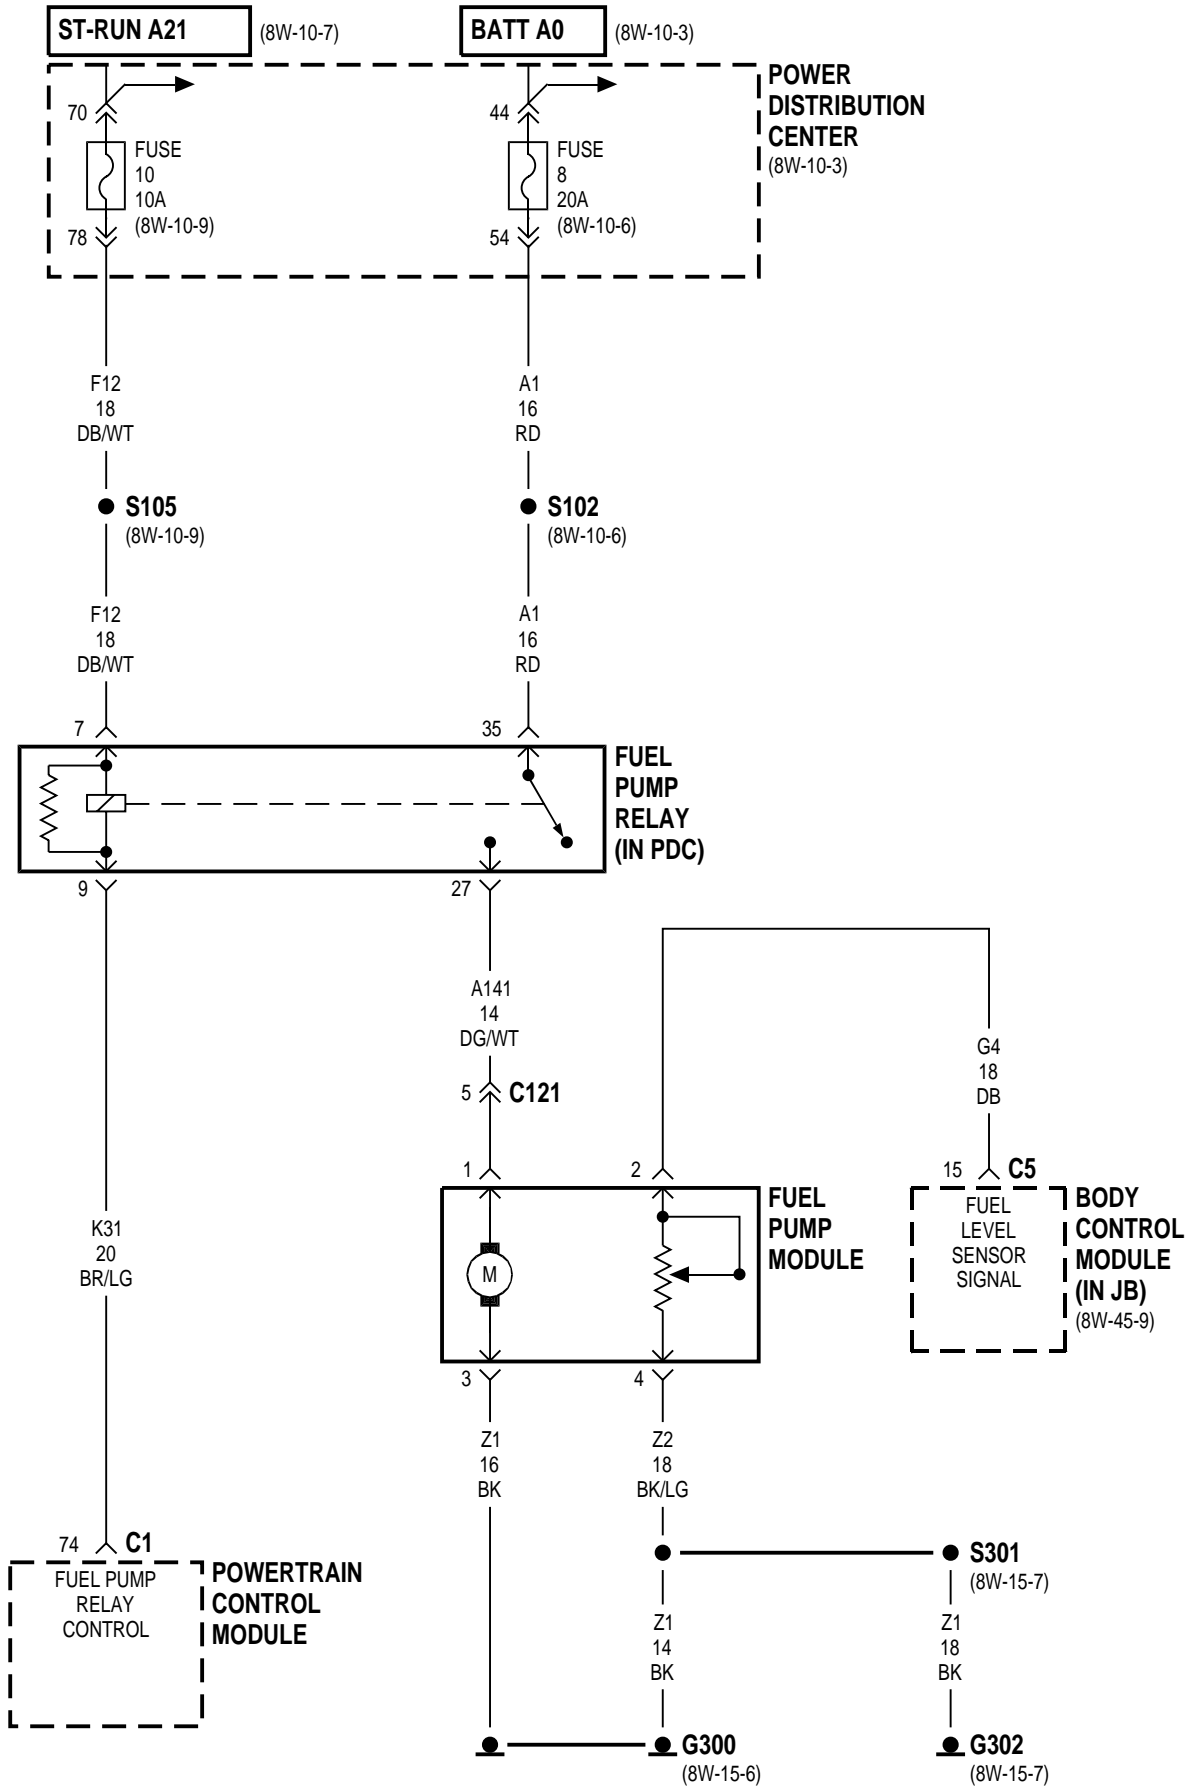 ST-RUN A21
(8W-10-7)
BATT A0
(8W-10-3)
POWER
DISTRIBUTION
CENTER
(8W-10-3)
70
FUSE
10
10A
(8W-10-9)
78
44
FUSE
8
20A
(8W-10-6)
54
F12
18
DB/WT
A1
16
RD
S105
(8W-10-9)
S102
(8W-10-6)
F12
18
DB/WT
A1
16
RD
7
35
FUEL
PUMP
RELAY
(IN PDC)
9
27
A141
14
DG/WT
5
C121
G4
18
DB
1
2
15
C5
FUEL
PUMP
MODULE
M
FUEL
LEVEL
SENSOR
SIGNAL
BODY
CONTROL
MODULE
(IN JB)
(8W-45-9)
K31
20
BR/LG
3
4
Z1
16
BK
Z2
18
BK/LG
74
C1
FUEL PUMP
RELAY
CONTROL
POWERTRAIN
CONTROL
MODULE
S301
(8W-15-7)
Z1
14
BK
Z1
18
BK
G300
(8W-15-6)
G302
(8W-15-7)